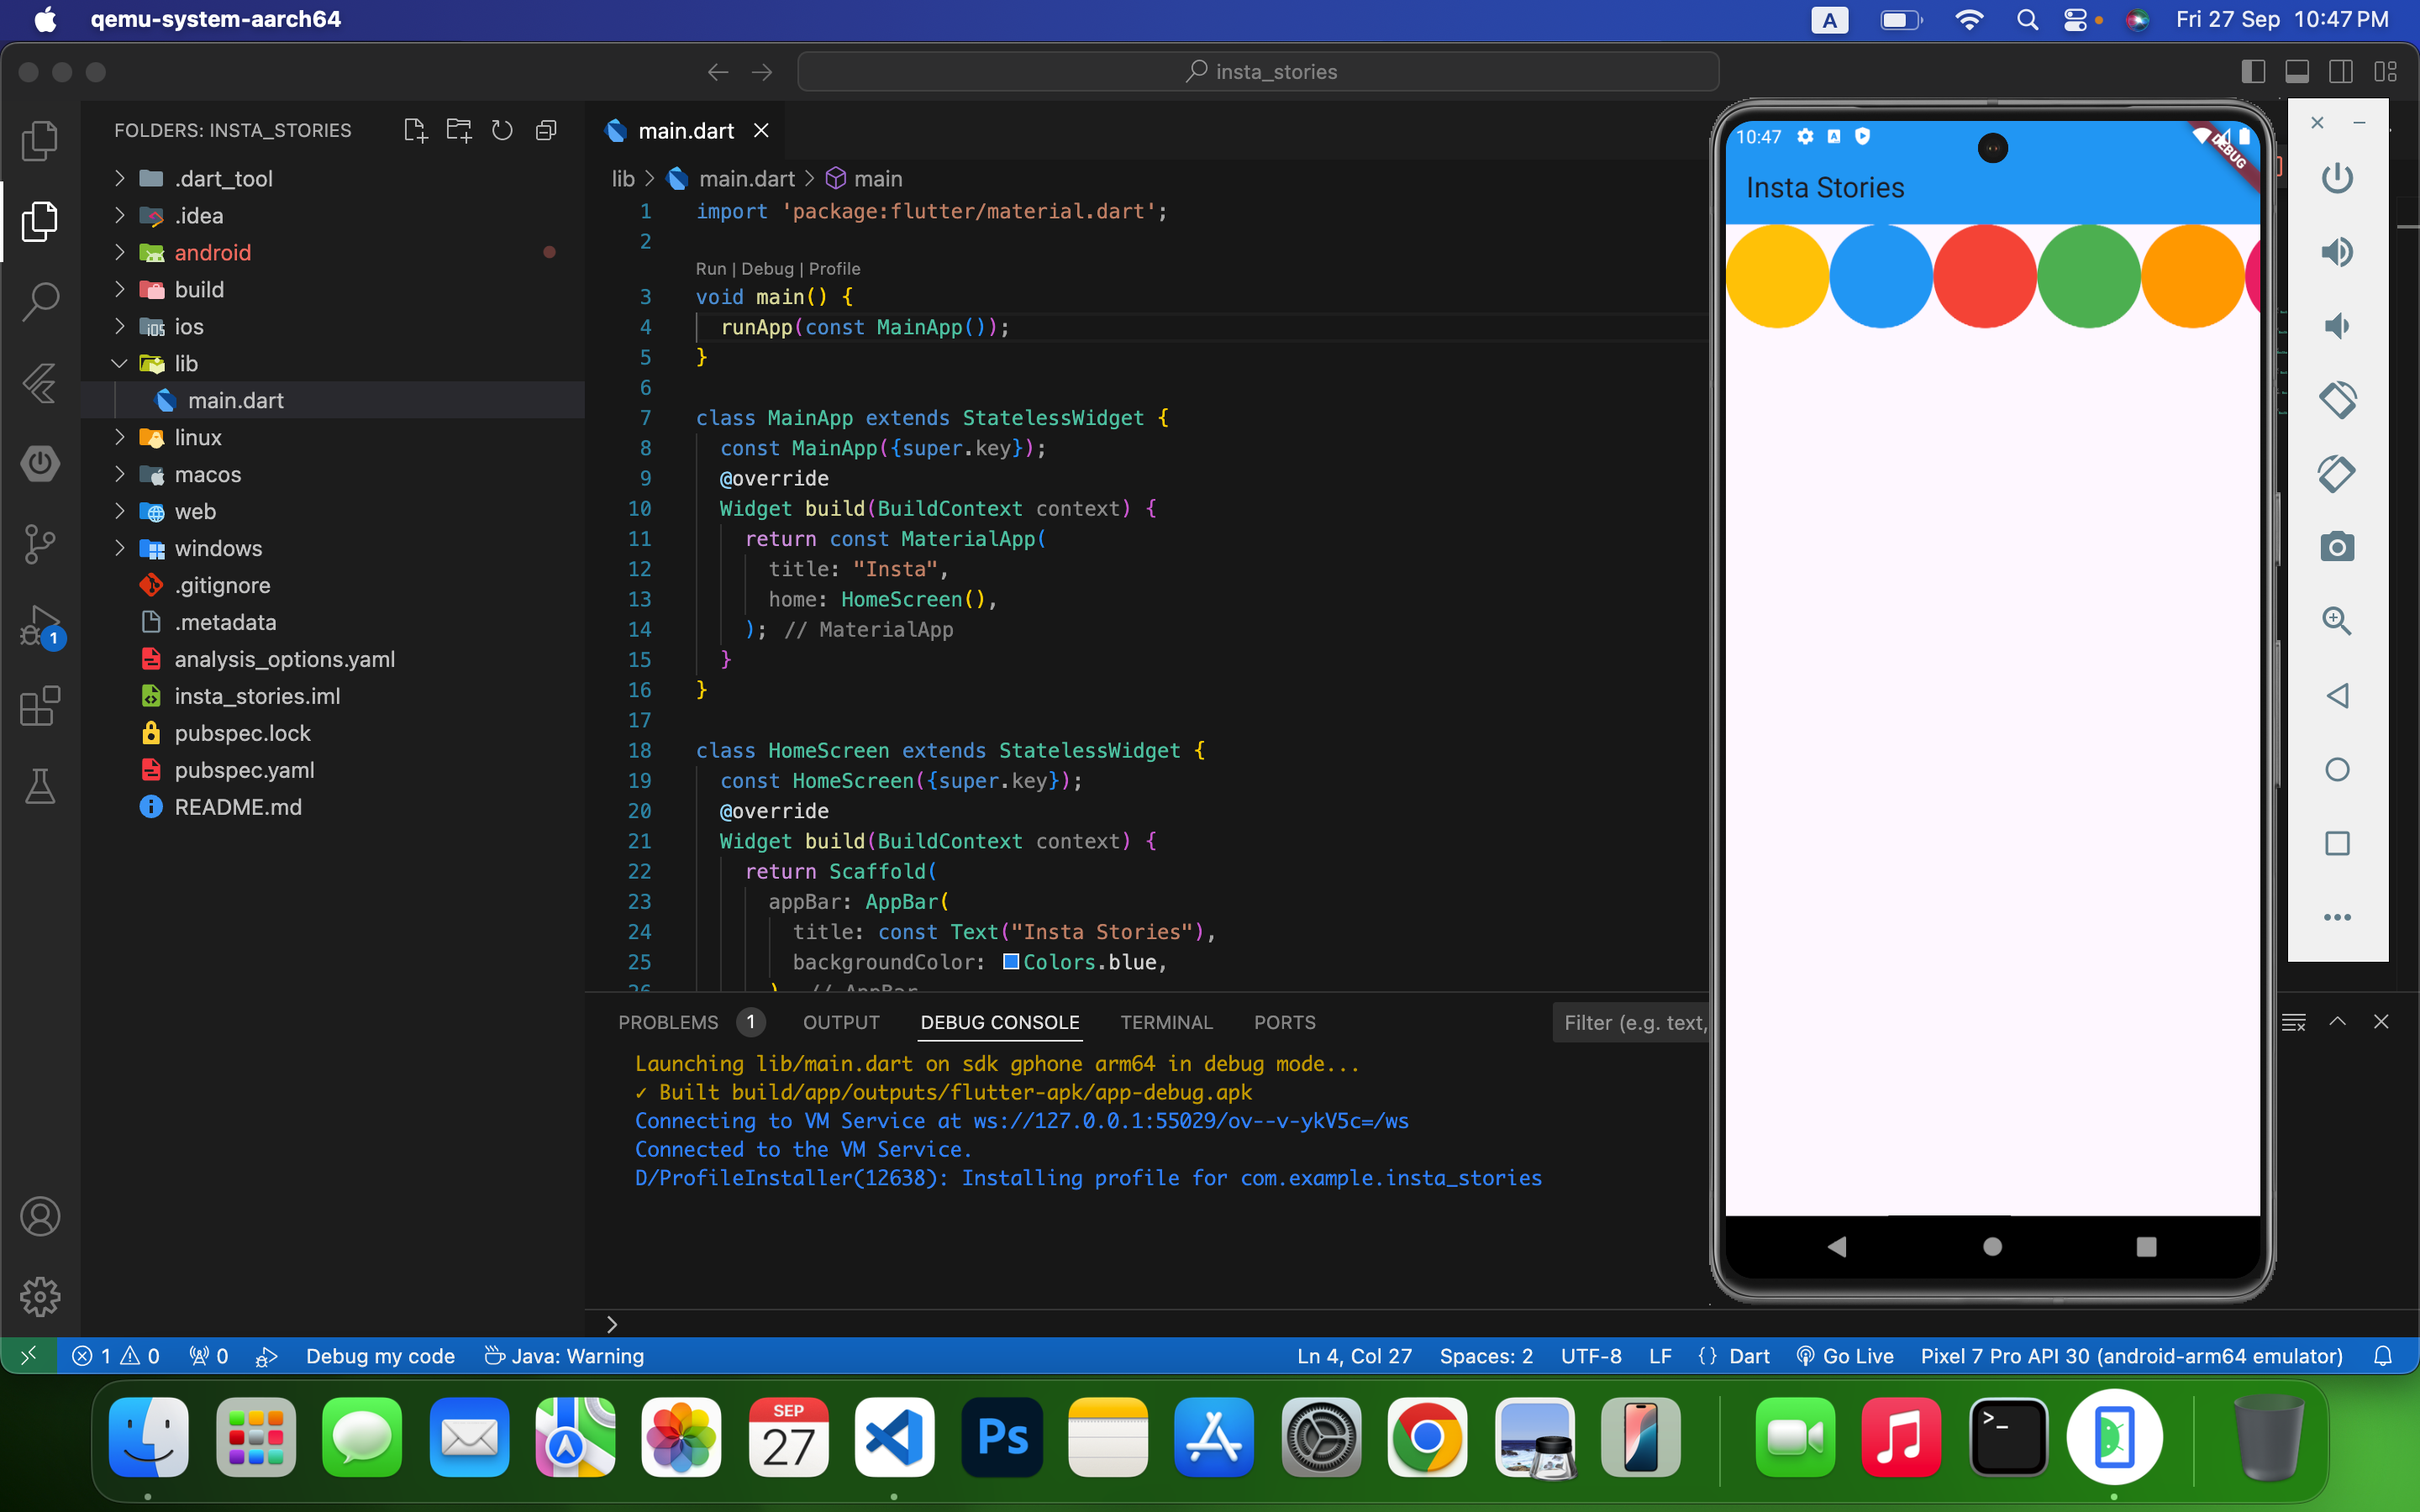 qemu-system-aarch64
A
Fri 27 Sep 10:47 PM
insta_stories
FOLDERS: INSTA_STORIES
.dart_tool
.idea
android
build
ios
lib
main.dart
linux
macos
web
windows
.gitignore
.metadata
analysis_options.yaml
insta_stories.iml
pubspec.lock
pubspec.yaml
README.md
1
main.dart
lib > main.dart > main
1 import 'package:flutter/material.dart';
2
Run | Debug | Profile
3 void main() {
4 runApp(const MainApp());
5 }
6
7 class MainApp extends StatelessWidget {
8 const MainApp({super.key});
9 @override
10 Widget build(BuildContext context) {
11 return const MaterialApp(
12 title: "Insta",
13 home: HomeScreen(),
14 ); // MaterialApp
15 }
16 }
17
18 class HomeScreen extends StatelessWidget {
19 const HomeScreen({super.key});
20 @override
21 Widget build(BuildContext context) {
22 return Scaffold(
23 appBar: AppBar(
24 title: const Text("Insta Stories"),
25 backgroundColor: Colors.blue,
26 ), // AppBar
PROBLEMS 1 OUTPUT DEBUG CONSOLE TERMINAL PORTS Filter (e.g. text,
Launching lib/main.dart on sdk gphone arm64 in debug mode...
✓ Built build/app/outputs/flutter-apk/app-debug.apk
Connecting to VM Service at ws://127.0.0.1:55029/ov--v-ykV5c=/ws
Connected to the VM Service.
D/ProfileInstaller(12638): Installing profile for com.example.insta_stories
>
10:47
DEBUG
Insta Stories
1 0 0 Debug my code Java: Warning Ln 4, Col 27 Spaces: 2 UTF-8 LF {} Dart Go Live Pixel 7 Pro API 30 (android-arm64 emulator)
SEP
27
Ps
>_